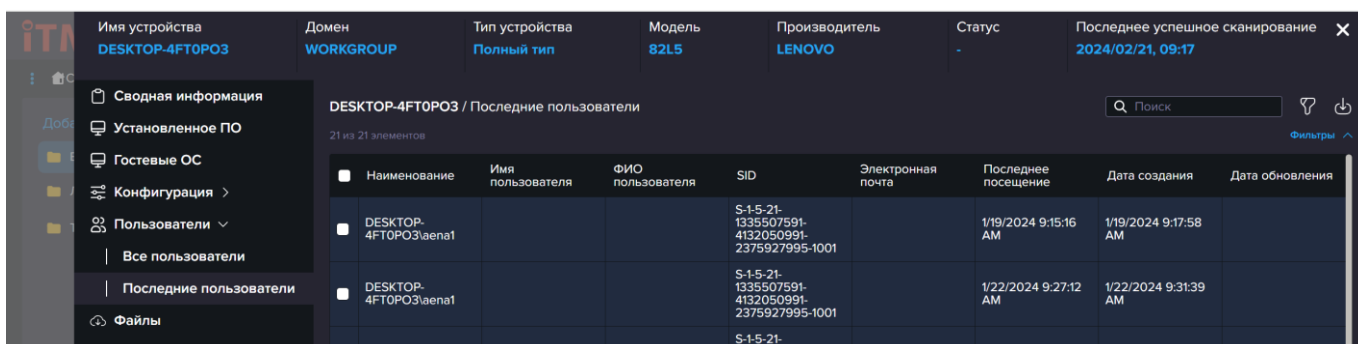 iTM
Имя устройства
DESKTOP-4FT0PO3
Домен
WORKGROUP
Тип устройства
Полный тип
Модель
82L5
Производитель
LENOVO
Статус
-
Последнее успешное сканирование
2024/02/21, 09:17
Сводная информация
Установленное ПО
Гостевые ОС
Конфигурация
Пользователи
Все пользователи
Последние пользователи
Файлы
DESKTOP-4FT0PO3 / Последние пользователи
Поиск
21 из 21 элементов
Фильтры
Наименование
Имя
пользователя
ФИО
пользователя
SID
Электронная
почта
Последнее
посещение
Дата создания
Дата обновления
DESKTOP-
4FT0PO3\aena1
S-1-5-21-
1335507591-
4132050991-
2375927995-1001
1/19/2024 9:15:16
AM
1/19/2024 9:17:58
AM
DESKTOP-
4FT0PO3\aena1
S-1-5-21-
1335507591-
4132050991-
2375927995-1001
1/22/2024 9:27:12
AM
1/22/2024 9:31:39
AM
S-1-5-21-